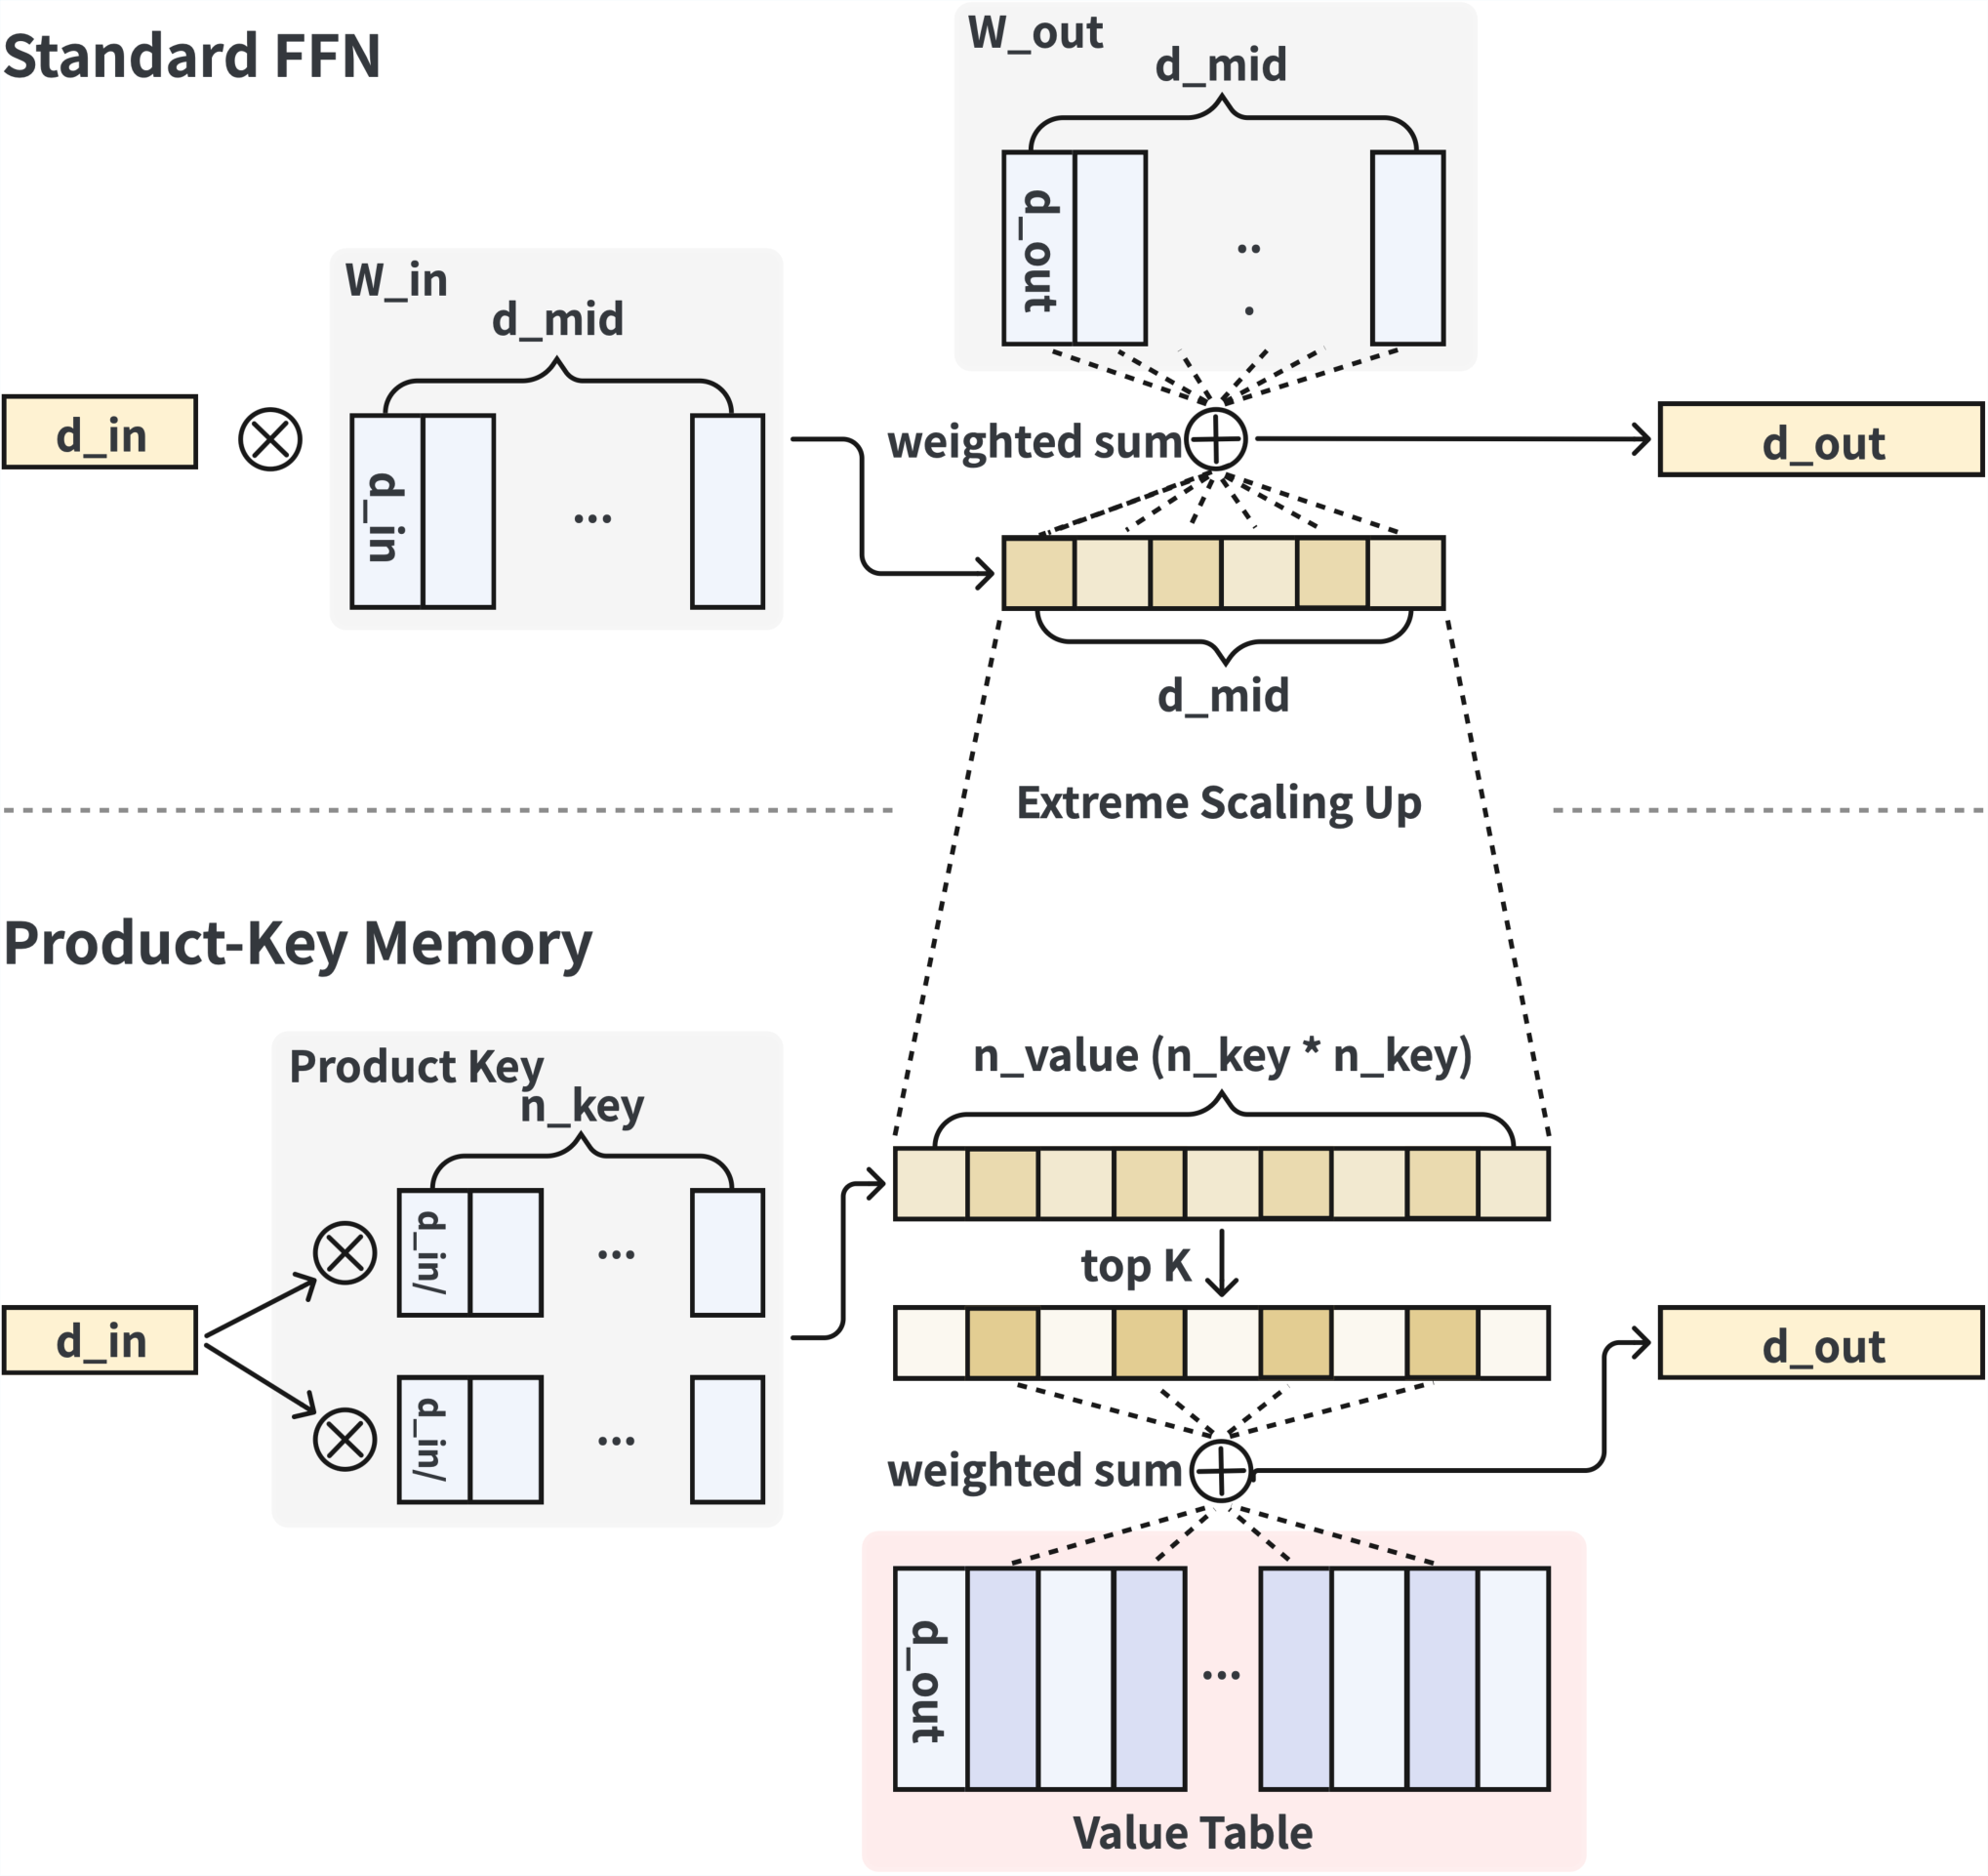 Standard FFN
W_out
d_mid
d_out
...
W_in
d_mid
d_in
d_in
...
weighted sum
d_out
d_mid
Extreme Scaling Up
Product-Key Memory
Product Key
n_key
n_value (n_key * n_key)
d_in/
...
top K
d_in
d_out
d_in/
...
weighted sum
d_out
...
Value Table